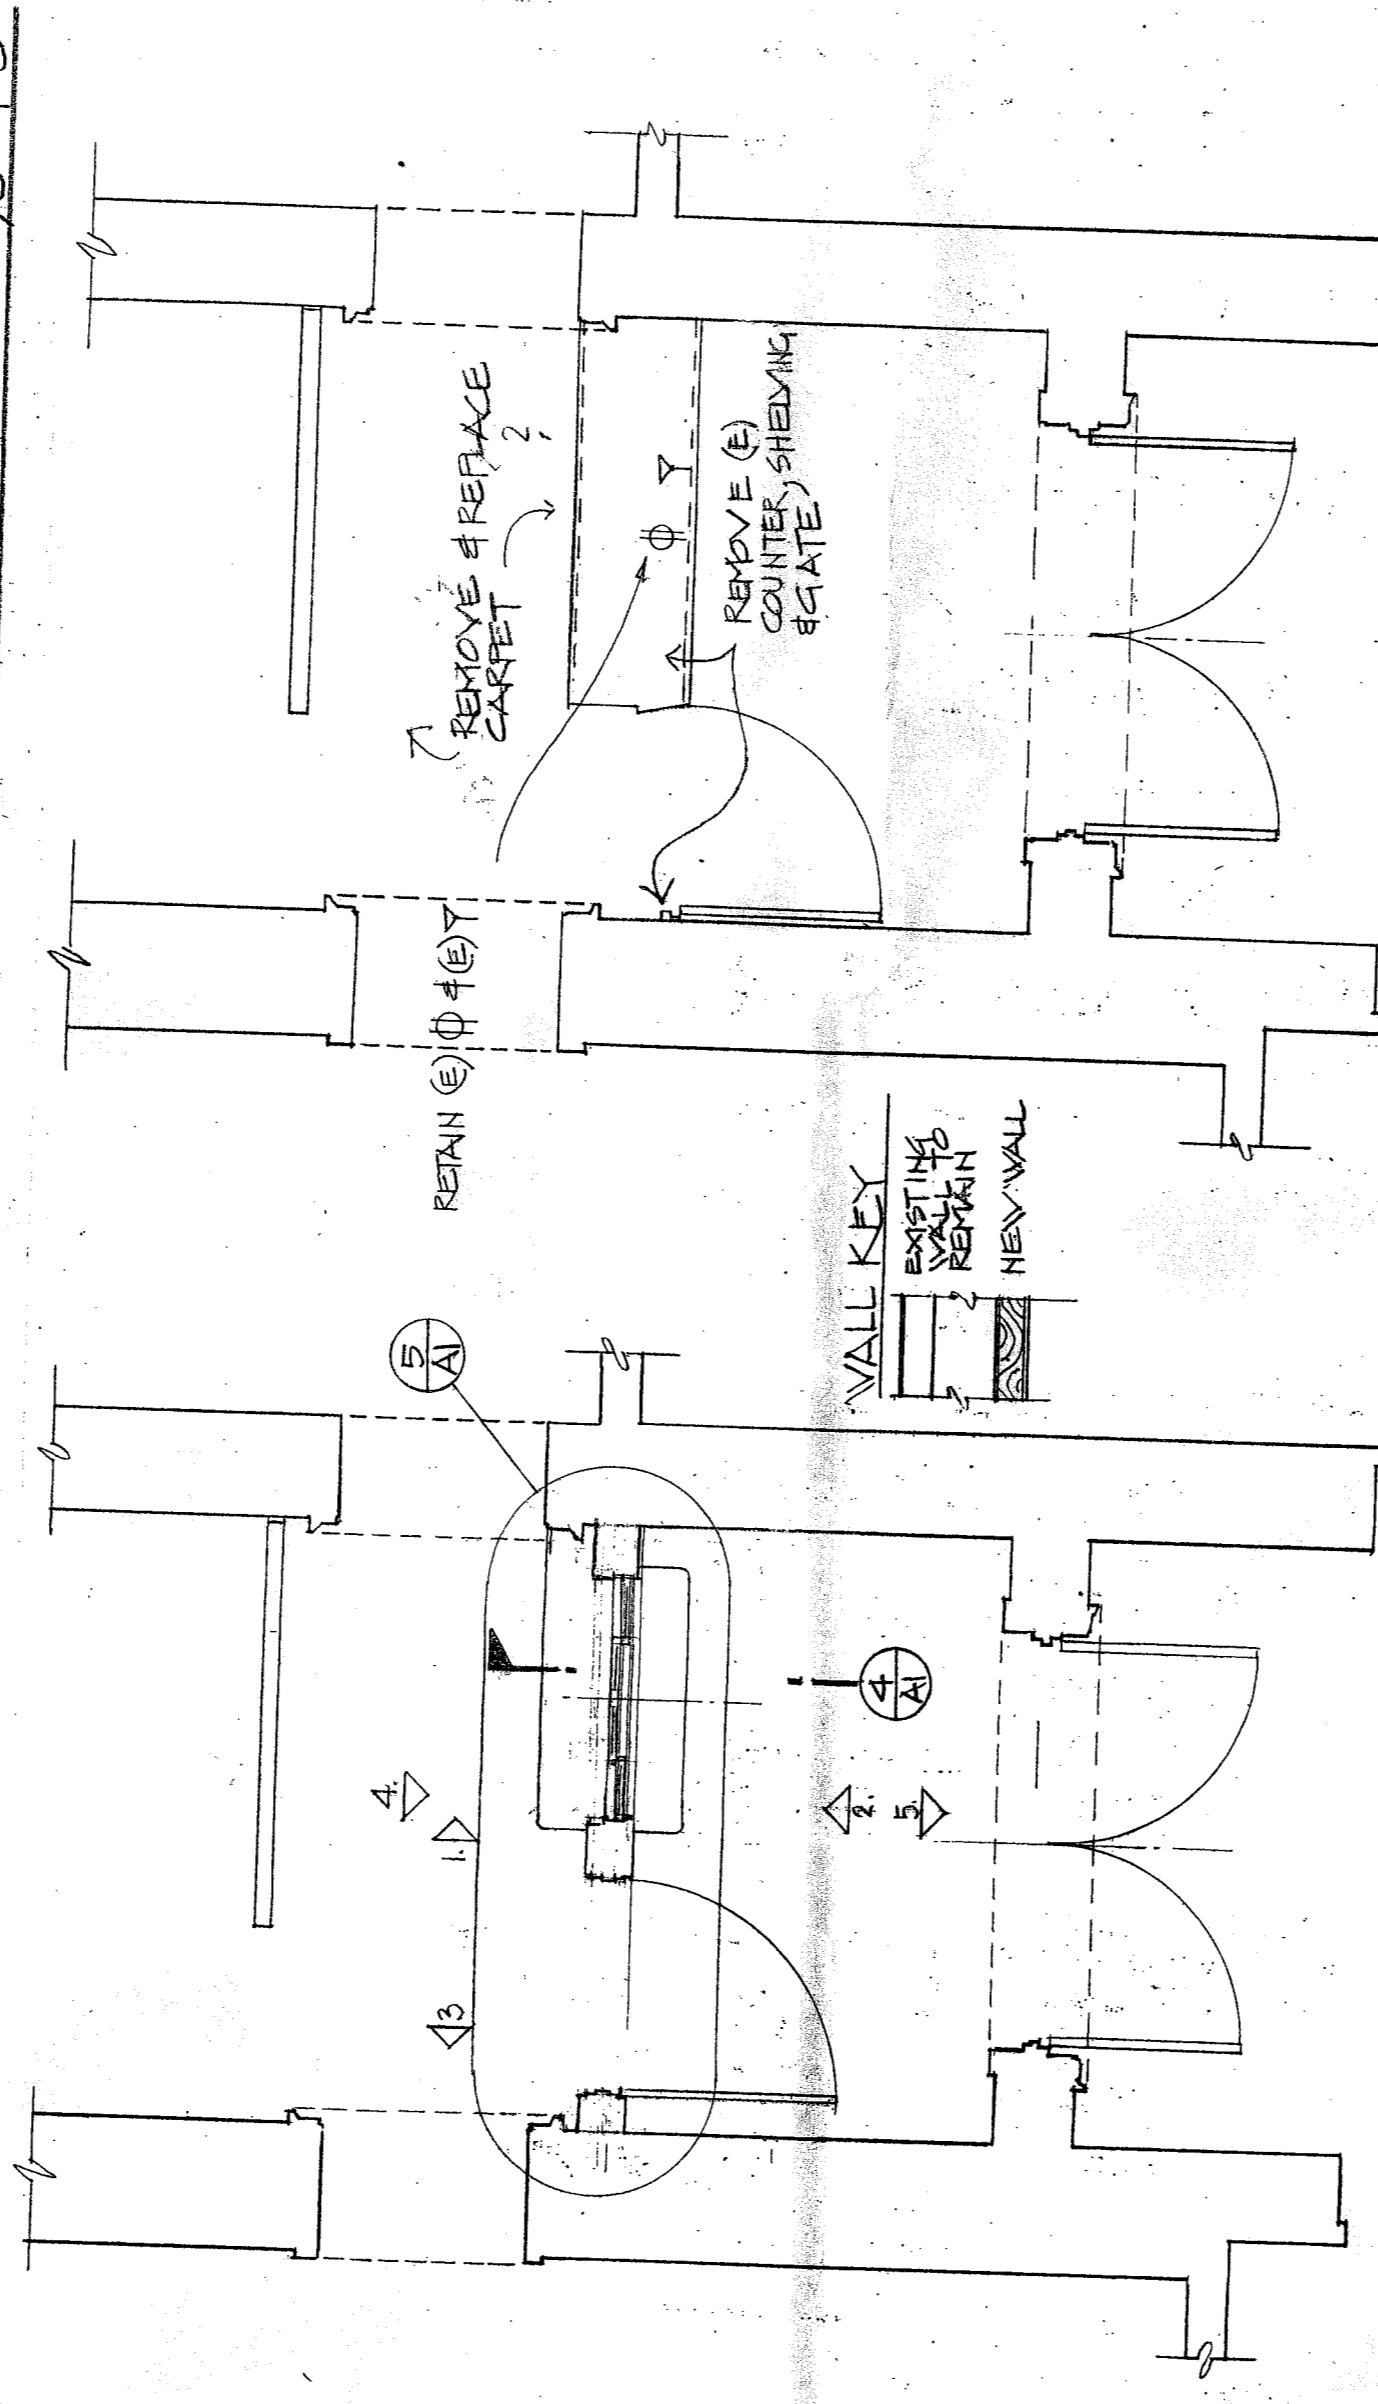 REMOVE & REPLACE
CARPET
2.
REMOVE (E)
COUNTER, SHELVING
& GATE
RETAIN (E) & (E)
WALL KEY
EXISTING
WALL TO
REMAIN
NEW WALL
5
A1
4
A1
4.
1.
3
2.
5.